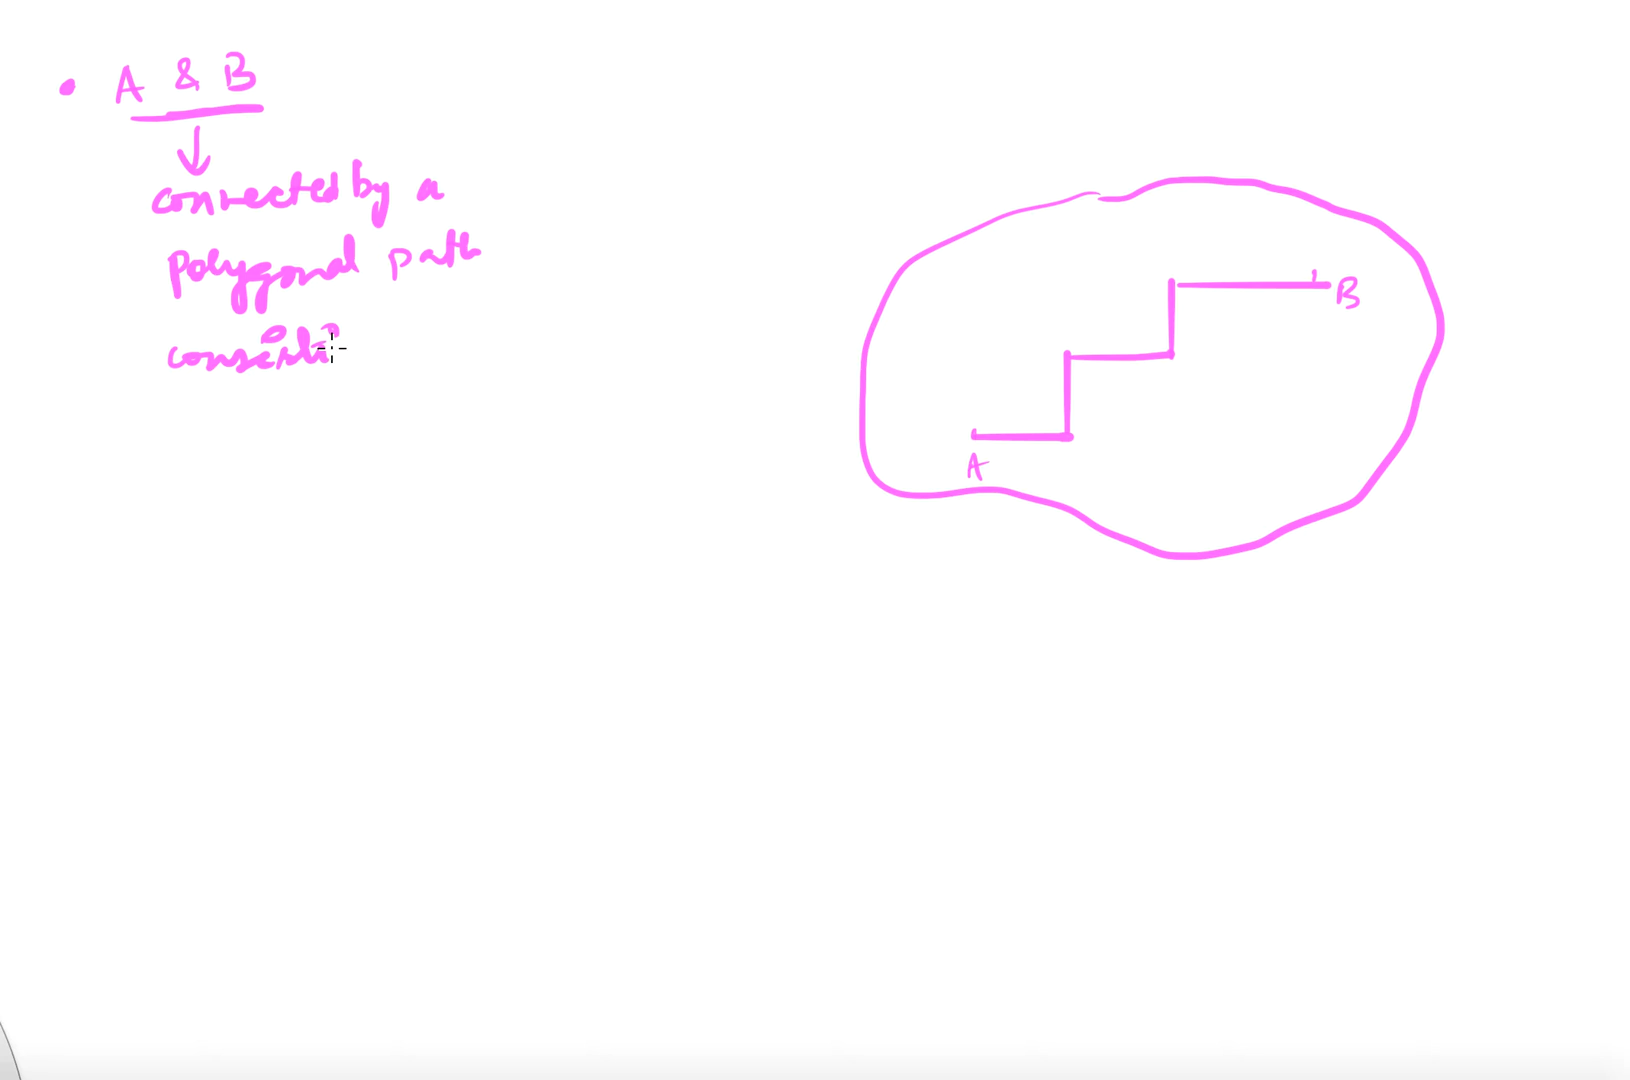 • A & B
↓
connected by a
polygonal path
B
A